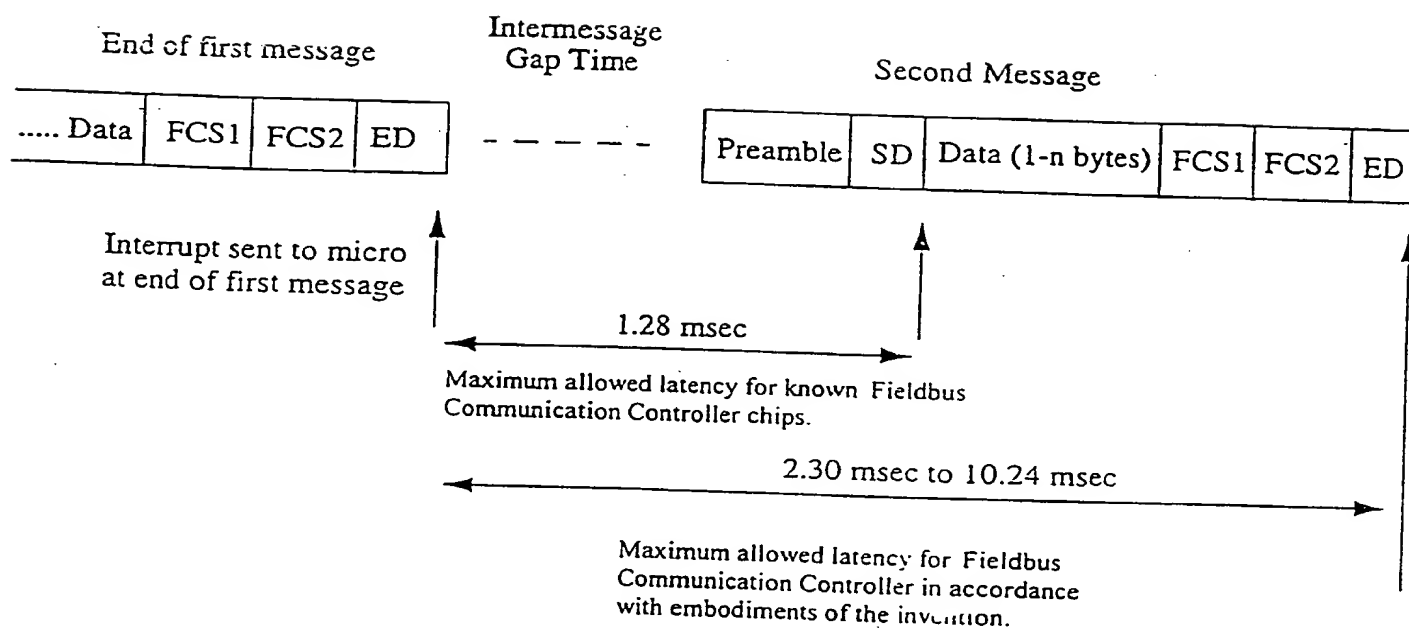 End of first message
Intermessage
Gap Time
Second Message
..... Data FCS1 FCS2 ED
Preamble SD Data (1-n bytes) FCS1 FCS2 ED
Interrupt sent to micro
at end of first message
1.28 msec
Maximum allowed latency for known Fieldbus
Communication Controller chips.
2.30 msec to 10.24 msec
Maximum allowed latency for Fieldbus
Communication Controller in accordance
with embodiments of the invention.